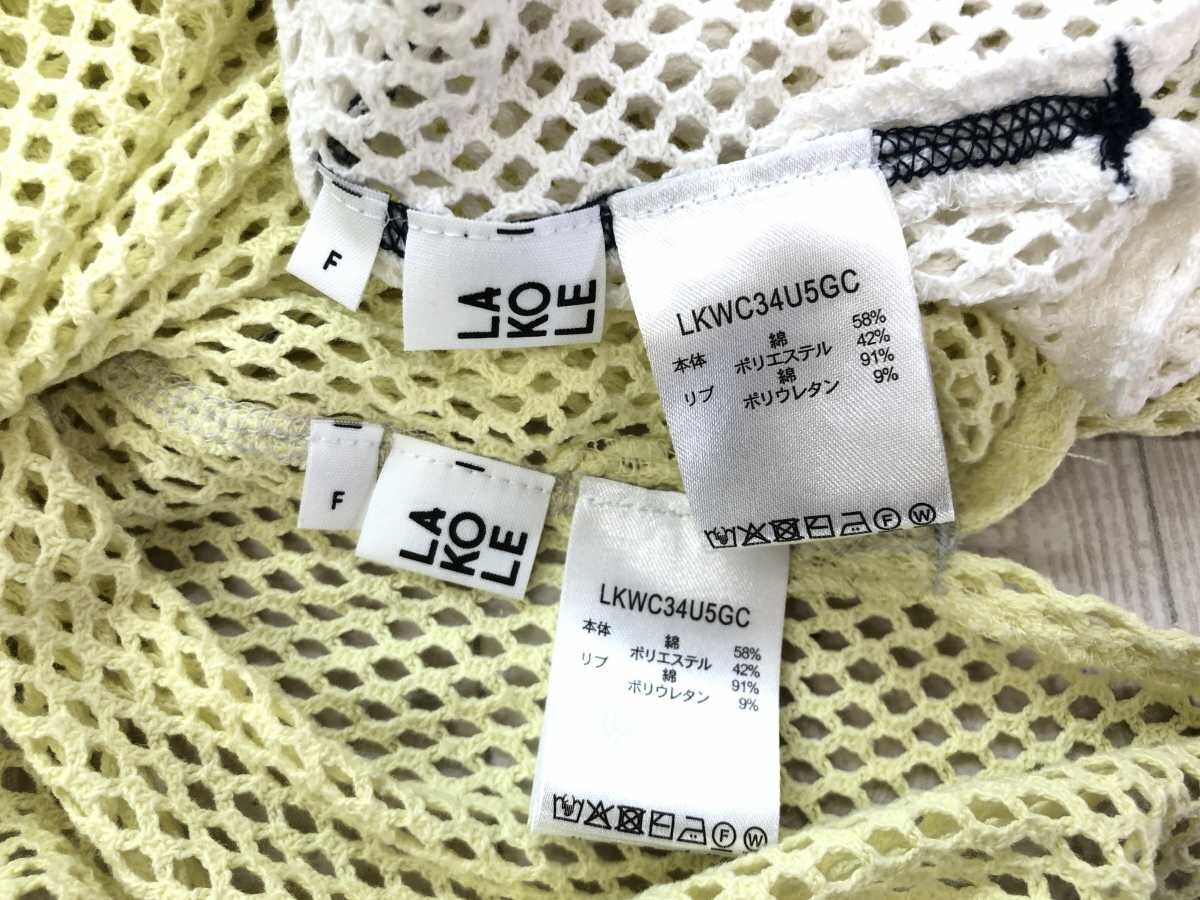 F
LA
KO
LE
LKWC34U5GC
本体 綿 58%
ポリエステル 42%
リブ 綿 91%
ポリウレタン 9%
F W
F
LA
KO
LE
LKWC34U5GC
本体 綿 58%
ポリエステル 42%
リブ 綿 91%
ポリウレタン 9%
F W